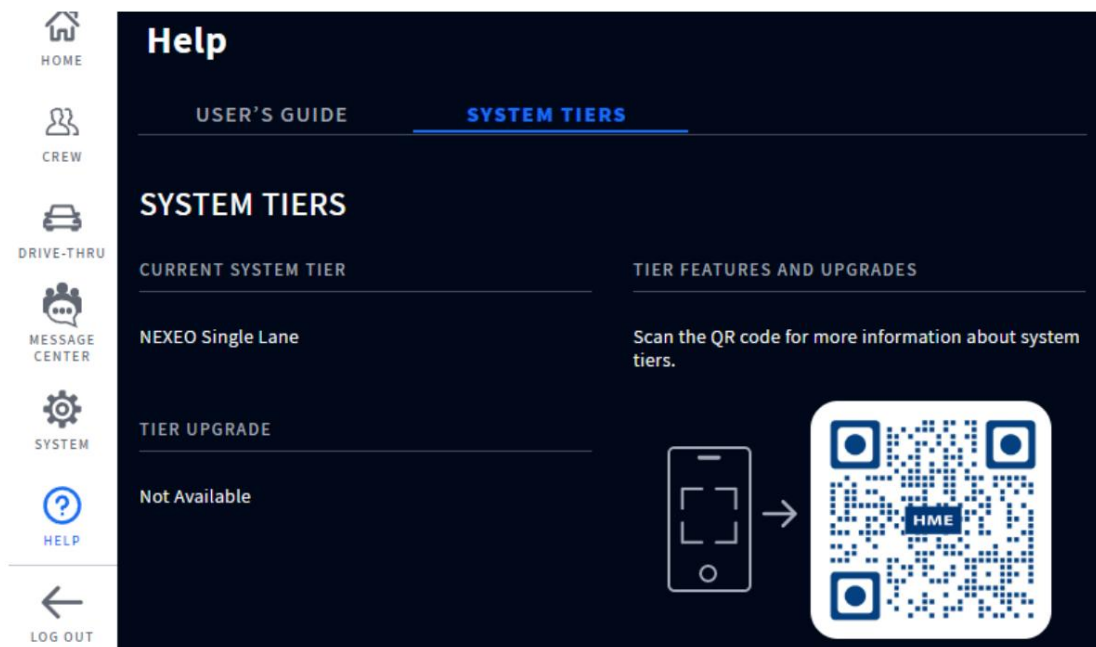 HOME
CREW
DRIVE-THRU
MESSAGE
CENTER
SYSTEM
HELP
LOG OUT
Help
USER'S GUIDE
SYSTEM TIERS
SYSTEM TIERS
CURRENT SYSTEM TIER
NEXEO Single Lane
TIER UPGRADE
Not Available
TIER FEATURES AND UPGRADES
Scan the QR code for more information about system
tiers.
HME